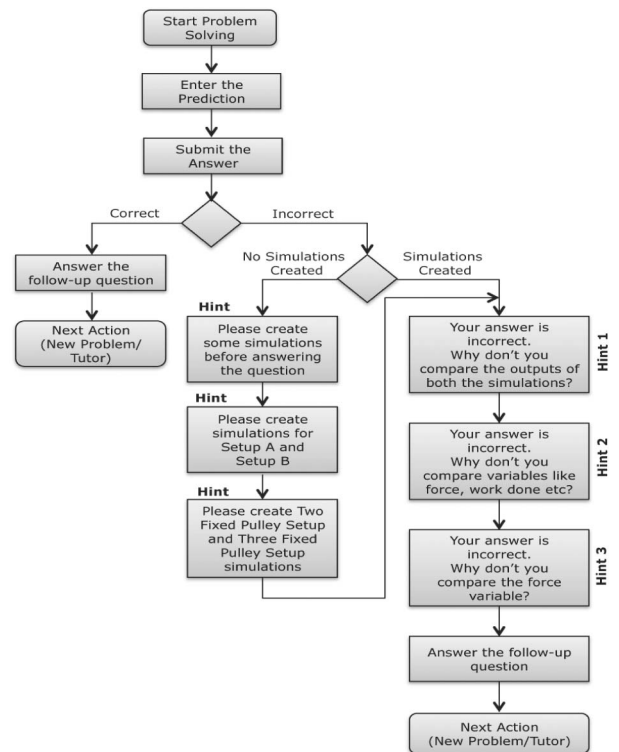 Start Problem
Solving
Enter the
Prediction
Submit the
Answer
Correct
Incorrect
Answer the
follow-up question
Next Action
(New Problem/
Tutor)
No Simulations
Created
Simulations
Created
Hint
Please create
some simulations
before answering
the question
Hint
Please create
simulations for
Setup A and
Setup B
Hint
Please create Two
Fixed Pulley Setup
and Three Fixed
Pulley Setup
simulations
Your answer is
incorrect.
Why don't you
compare the outputs of
both the simulations?
Hint 1
Your answer is
incorrect.
Why don't you
compare variables like
force, work done etc?
Hint 2
Your answer is
incorrect.
Why don't you
compare the force
variable?
Hint 3
Answer the follow-up
question
Next Action
(New Problem/Tutor)